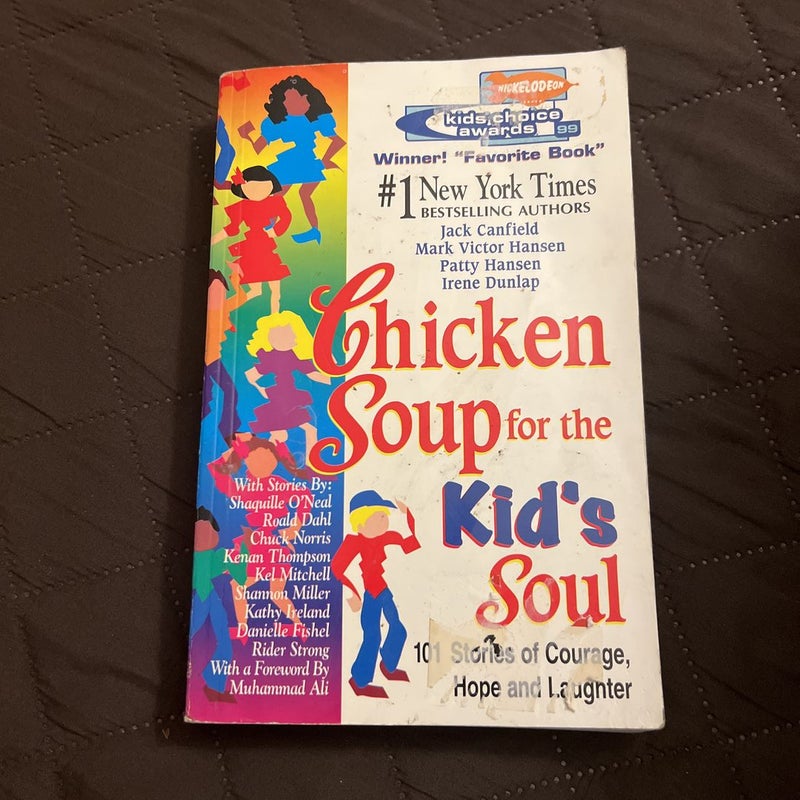 NICKELODEON
kids, choice
awards 99
Winner! "Favorite Book"
#1 New York Times
BESTSELLING AUTHORS
Jack Canfield
Mark Victor Hansen
Patty Hansen
Irene Dunlap
Chicken
Soup for the
Kid's
Soul
101 Stories of Courage,
Hope and Laughter
With Stories By:
Shaquille O'Neal
Roald Dahl
Chuck Norris
Kenan Thompson
Kel Mitchell
Shannon Miller
Kathy Ireland
Danielle Fishel
Rider Strong
With a Foreword By
Muhammad Ali